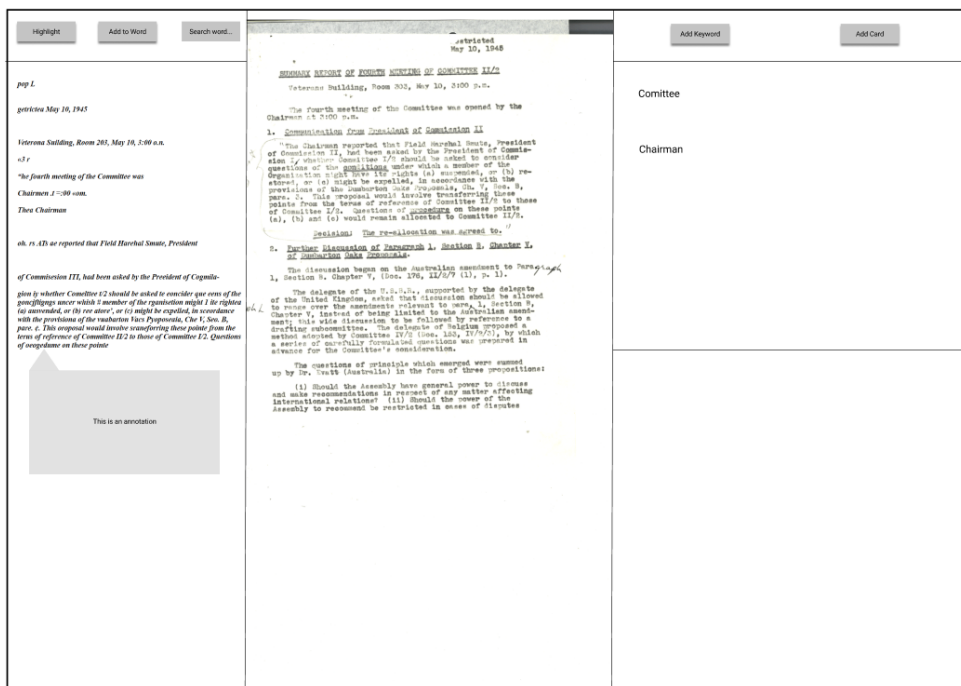 Highlight
Add to Word
Search word...
pop L
getrictea May 10, 1945
Veterona Suilding, Room 203, May 10, 3:00 o.n.
«3 r
"he fourth meeting of the Committee was
Chairmen .t =;00 «om.
Thea Chairman
oh. rs ATh ae reported that Field Harehal Smute, President
of Commisesion III, had been asked by the Preeident of Cogmila-
gion iy whether Comelitee t/2 should be asked te concider que eens of the
goncjftigngs uncer which 8 member of the rganisetion might 1 ite rightea
(a) auevended, or (b) ree atore', or (c) might be expelled, in sccordance
with the provisiona of the vuabarton Vacs Pyoposeaia, Che V, Seo. B,
pare. c. This oroposal would involve sranoferring these pointe from the
terus of reference of Committee II/2 to those of Committee I/2. Questions
of ovogedume on these pointe
This is an annotation
estricted
May 10, 1945
SUMMARY REPORT OF FOURTH MEETING OF COMMITTEE II/2
Veterans Building, Room 303, May 10, 3:00 p.m.
The fourth meeting of the Committee was opened by the
Chairman at 3:00 p.m.
1. Communication from President of Commission II
"The Chairman reported that Field Marshal Smuts, President
of Commission II, had been asked by the President of Commis-
sion I, whether Committee I/2 should be asked to consider
questions of the conditions under which a member of the
Organization might have its rights (a) suspended, or (b) re-
stored, or (c) might be expelled, in accordance with the
provisions of the Dumbarton Oaks Proposals, Ch. V, Sec. B,
para. 3. This proposal would involve transferring these
points from the terms of reference of Committee II/2 to those
of Committee I/2. Questions of procedure on these points
(a), (b) and (c) would remain allocated to Committee II/2.
Decision: The re-allocation was agreed to."
2. Further Discussion of Paragraph 1, Section B, Chapter V,
of Dumbarton Oaks Proposals.
The discussion began on the Australian amendment to Paragraph
1, Section B. Chapter V, (Doc. 176, II/2/7 (1), p. 1).
The delegate of the U.S.S.R., supported by the delegate
of the United Kingdom, asked that discussion should be allowed
to range over the amendments relevant to para. 1, Section B,
Chapter V, instead of being limited to the Australian amend-
ment; this wide discussion to be followed by reference to a
drafting subcommittee. The delegate of Belgium proposed a
method adopted by Committee IV/2 (Doc. 133, IV/2/3), by which
a series of carefully formulated questions was prepared in
advance for the Committee's consideration.
The questions of principle which emerged were summed
up by Dr. Evatt (Australia) in the form of three propositions:
(i) Should the Assembly have general power to discuss
and make recommendations in respect of any matter affecting
international relations? (ii) Should the power of the
Assembly to recommend be restricted in cases of disputes
Add Keyword
Add Card
Comittee
Chairman